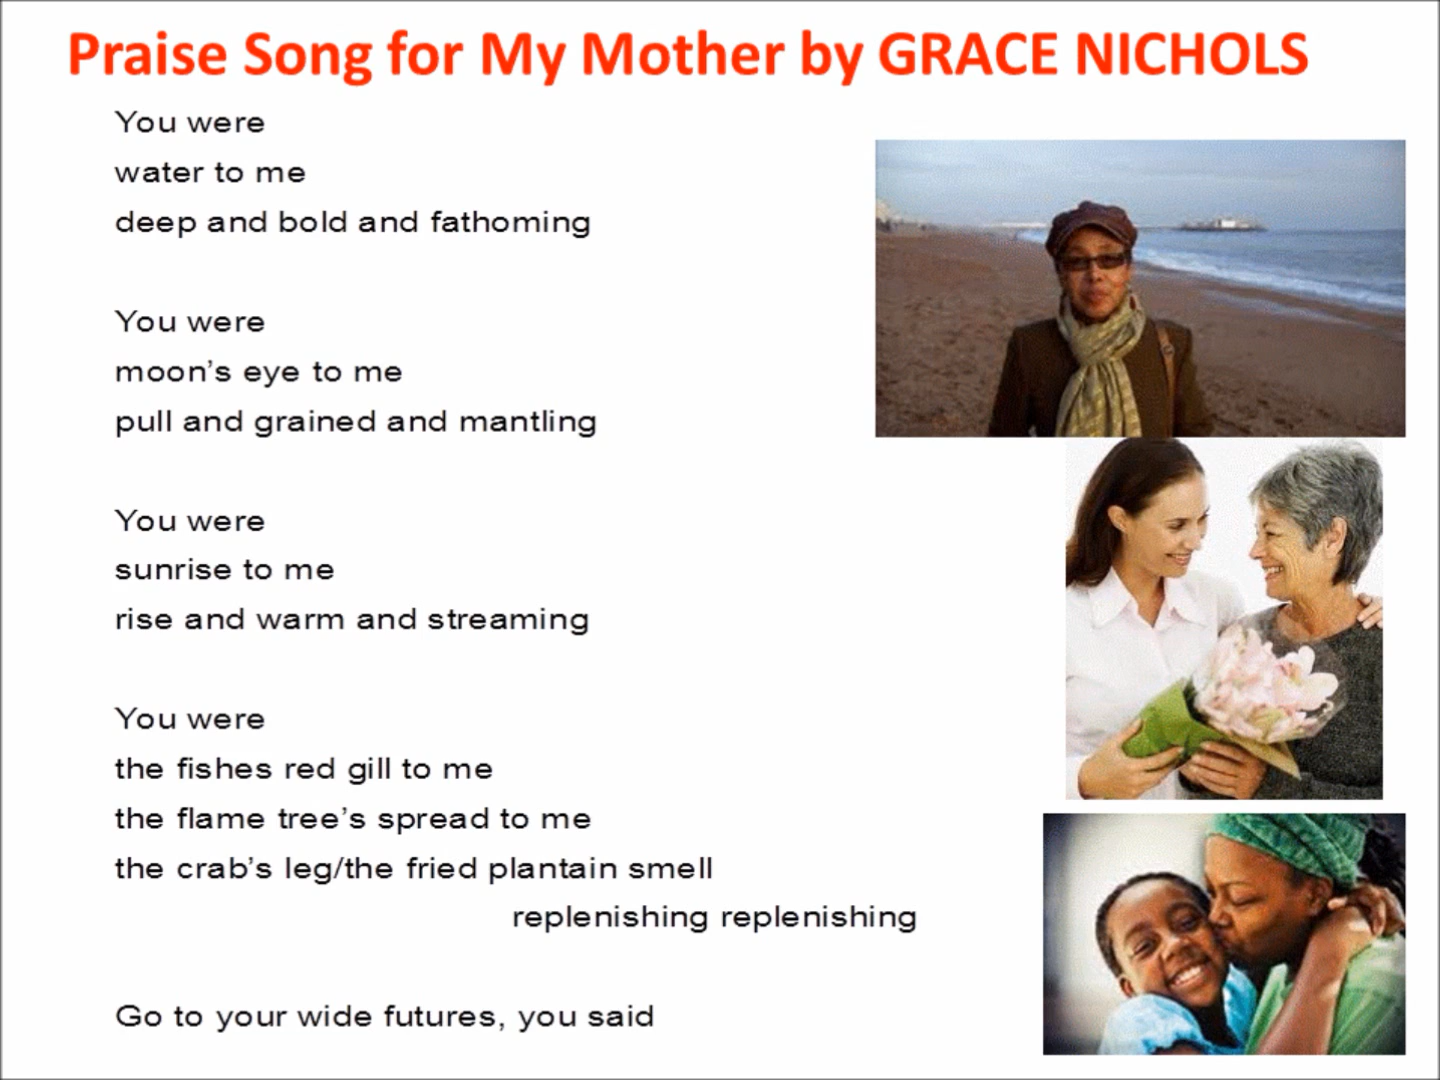 Praise Song for My Mother by GRACE NICHOLS
You were
water to me
deep and bold and fathoming
You were
moon’s eye to me
pull and grained and mantling
You were
sunrise to me
rise and warm and streaming
You were
the fishes red gill to me
the flame tree’s spread to me
the crab’s leg/the fried plantain smell
replenishing replenishing
Go to your wide futures, you said